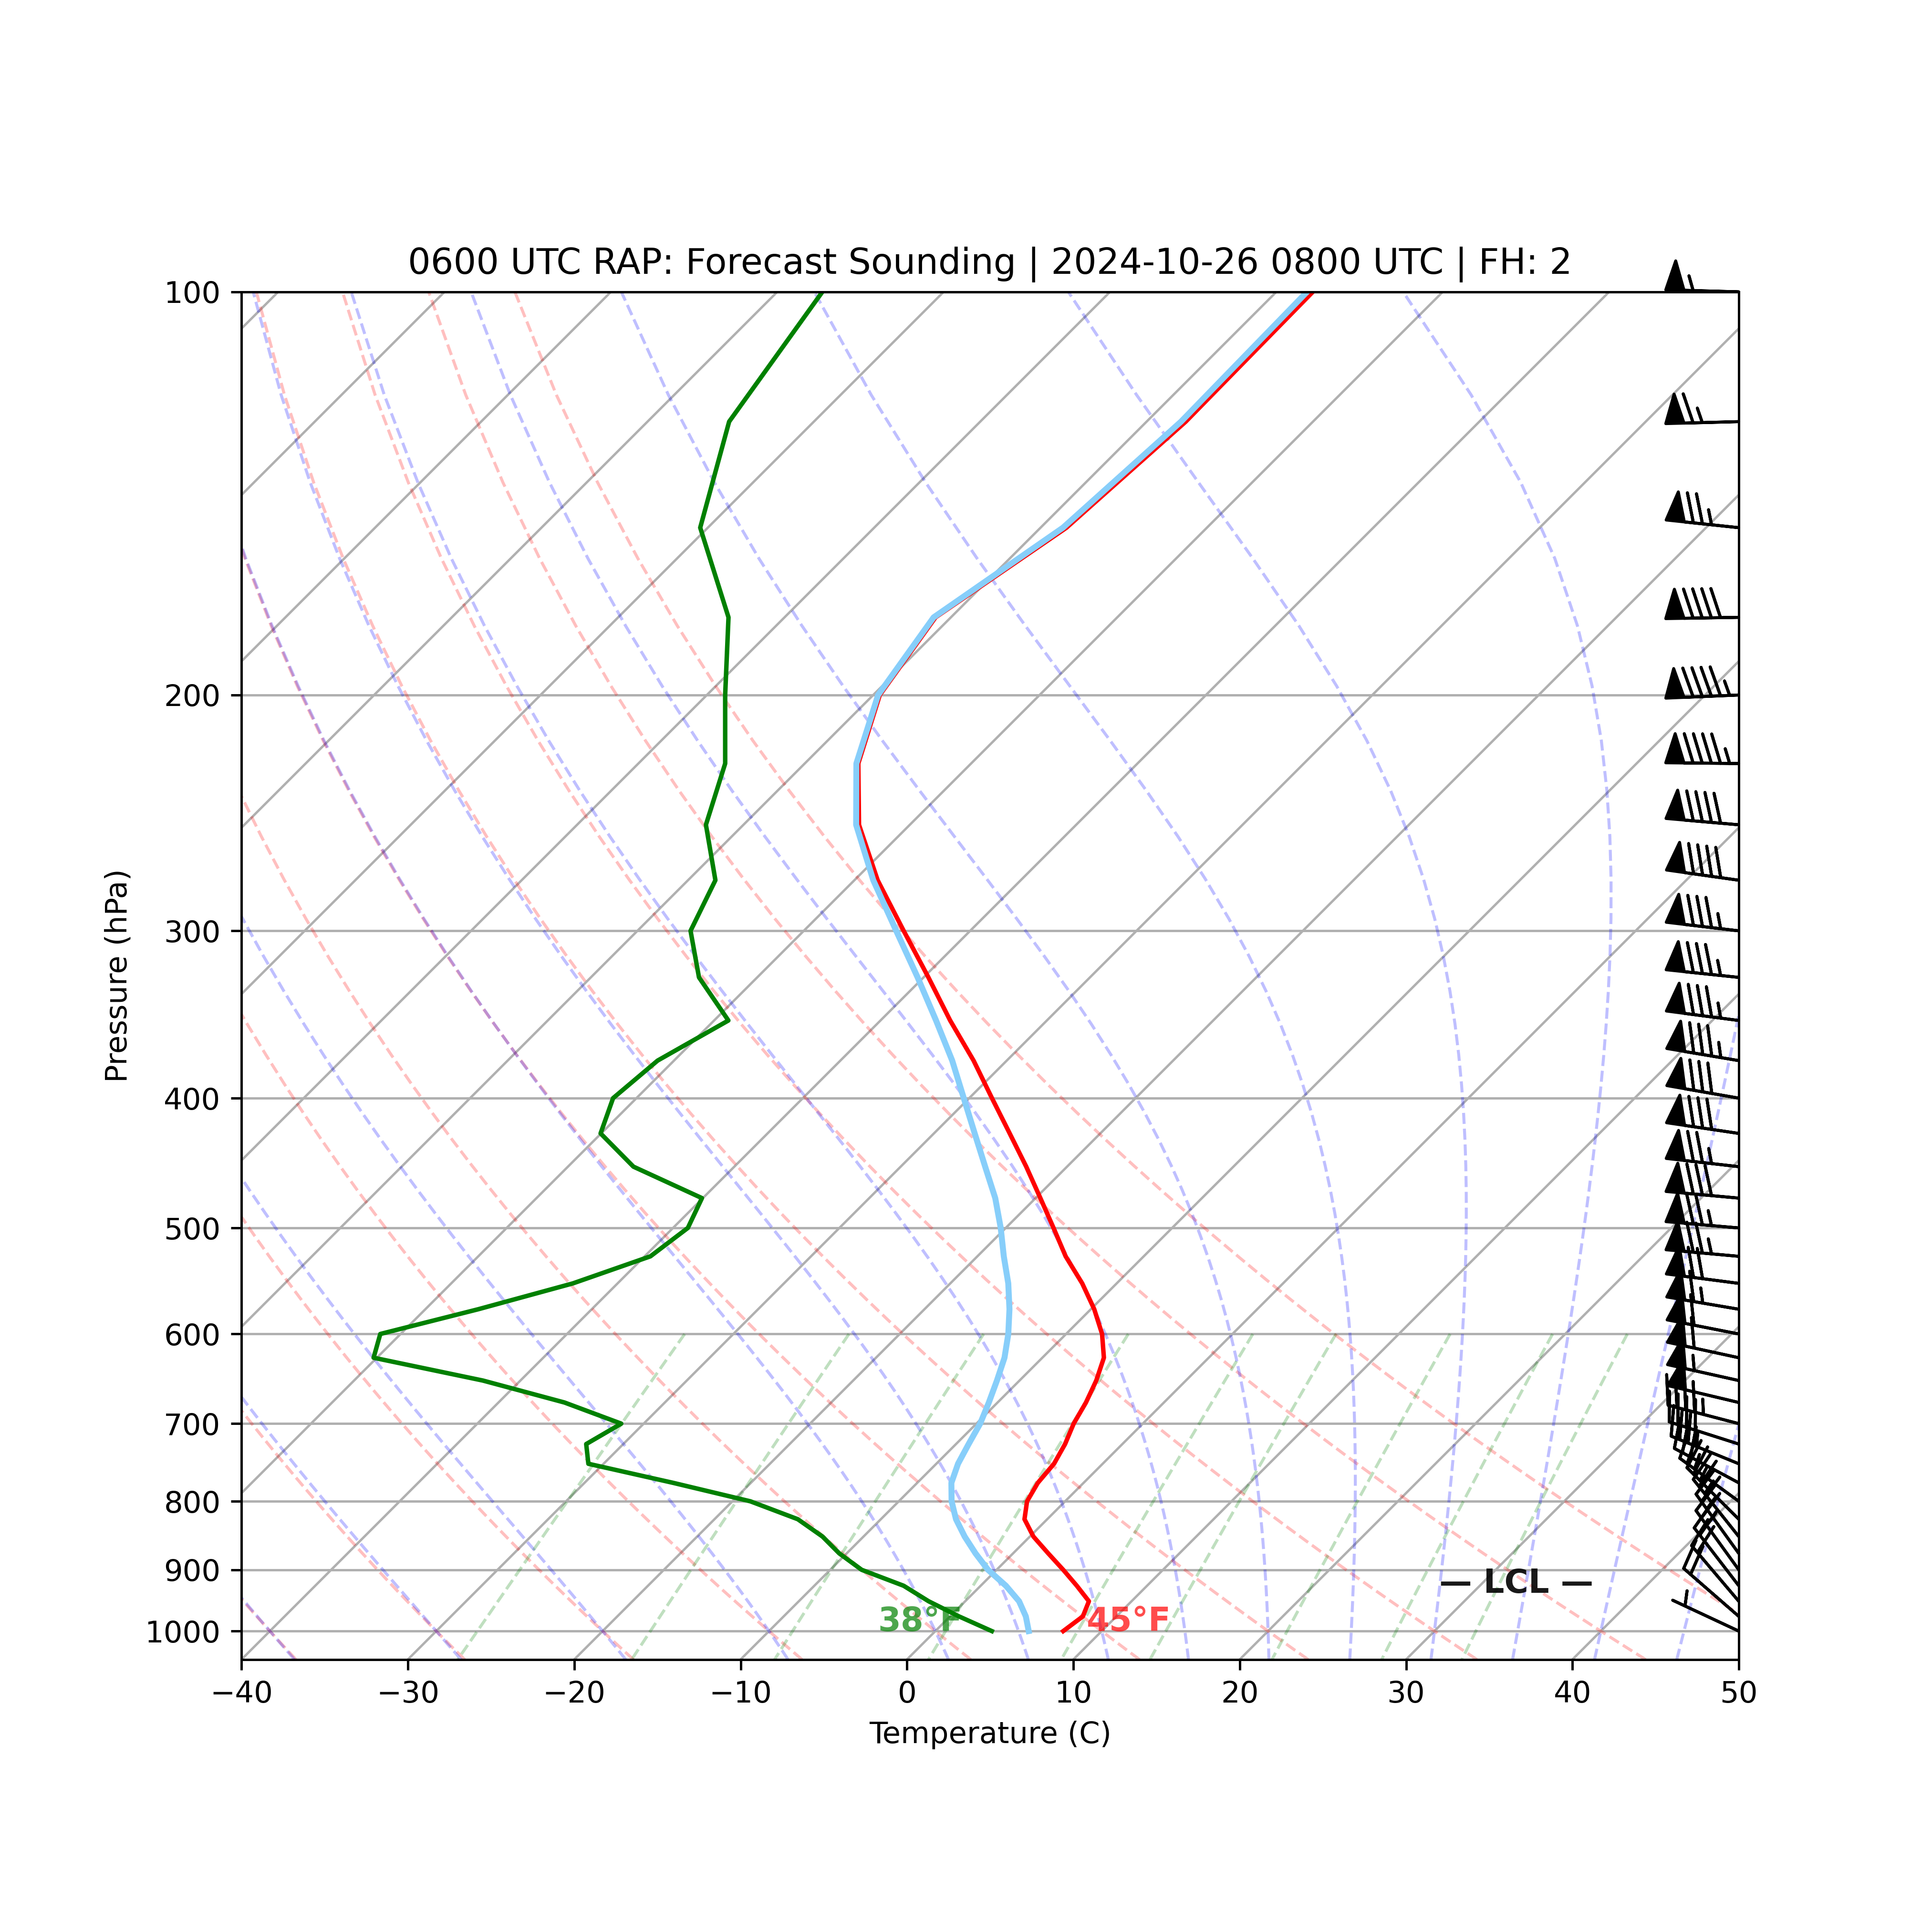 0600 UTC RAP: Forecast Sounding | 2024-10-26 0800 UTC | FH: 2
100
200
300
400
500
600
700
800
900
1000
Pressure (hPa)
— LCL —
38°F
45°F
−40 −30 −20 −10 0 10 20 30 40 50
Temperature (C)